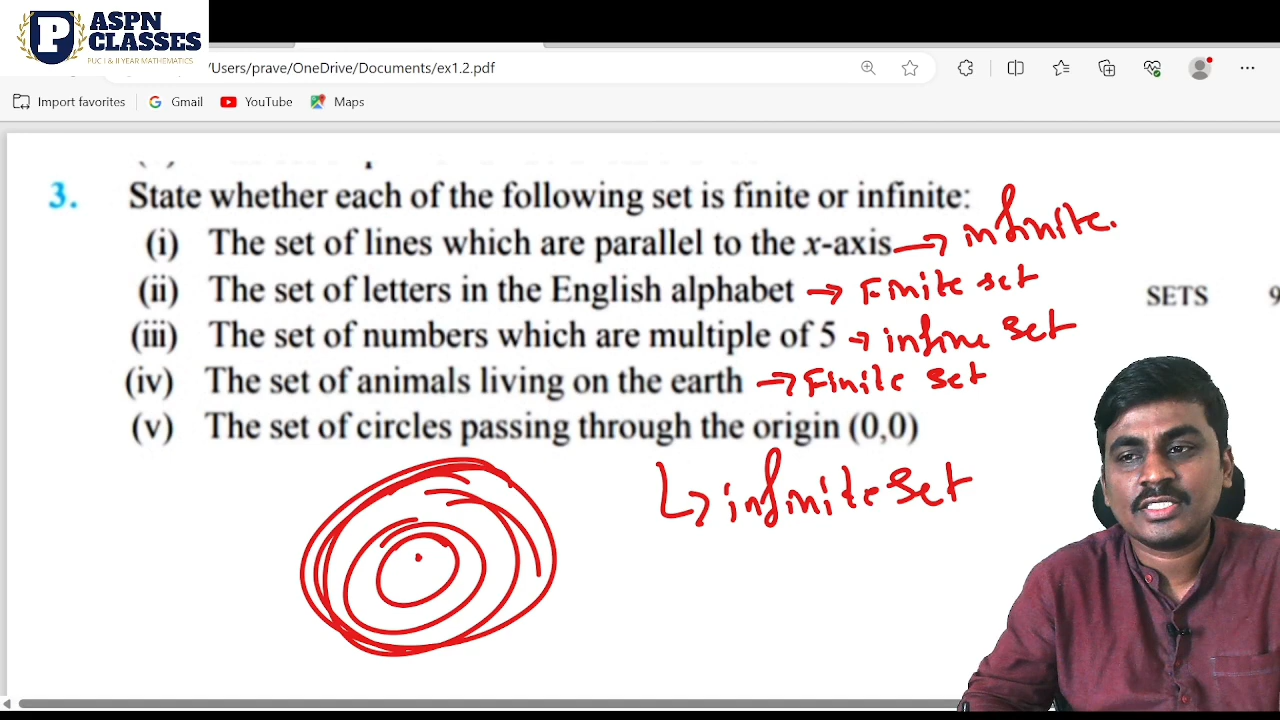 P ASPN
CLASSES
PUC I & II YEAR MATHEMATICS
/Users/prave/OneDrive/Documents/ex1.2.pdf
Import favorites Gmail YouTube Maps
3. State whether each of the following set is finite or infinite:
(i) The set of lines which are parallel to the x-axis → infinite.
(ii) The set of letters in the English alphabet → Finite set
SETS 9
(iii) The set of numbers which are multiple of 5 → infine Set
(iv) The set of animals living on the earth → Finite Set
(v) The set of circles passing through the origin (0,0)
↳ infinite Set